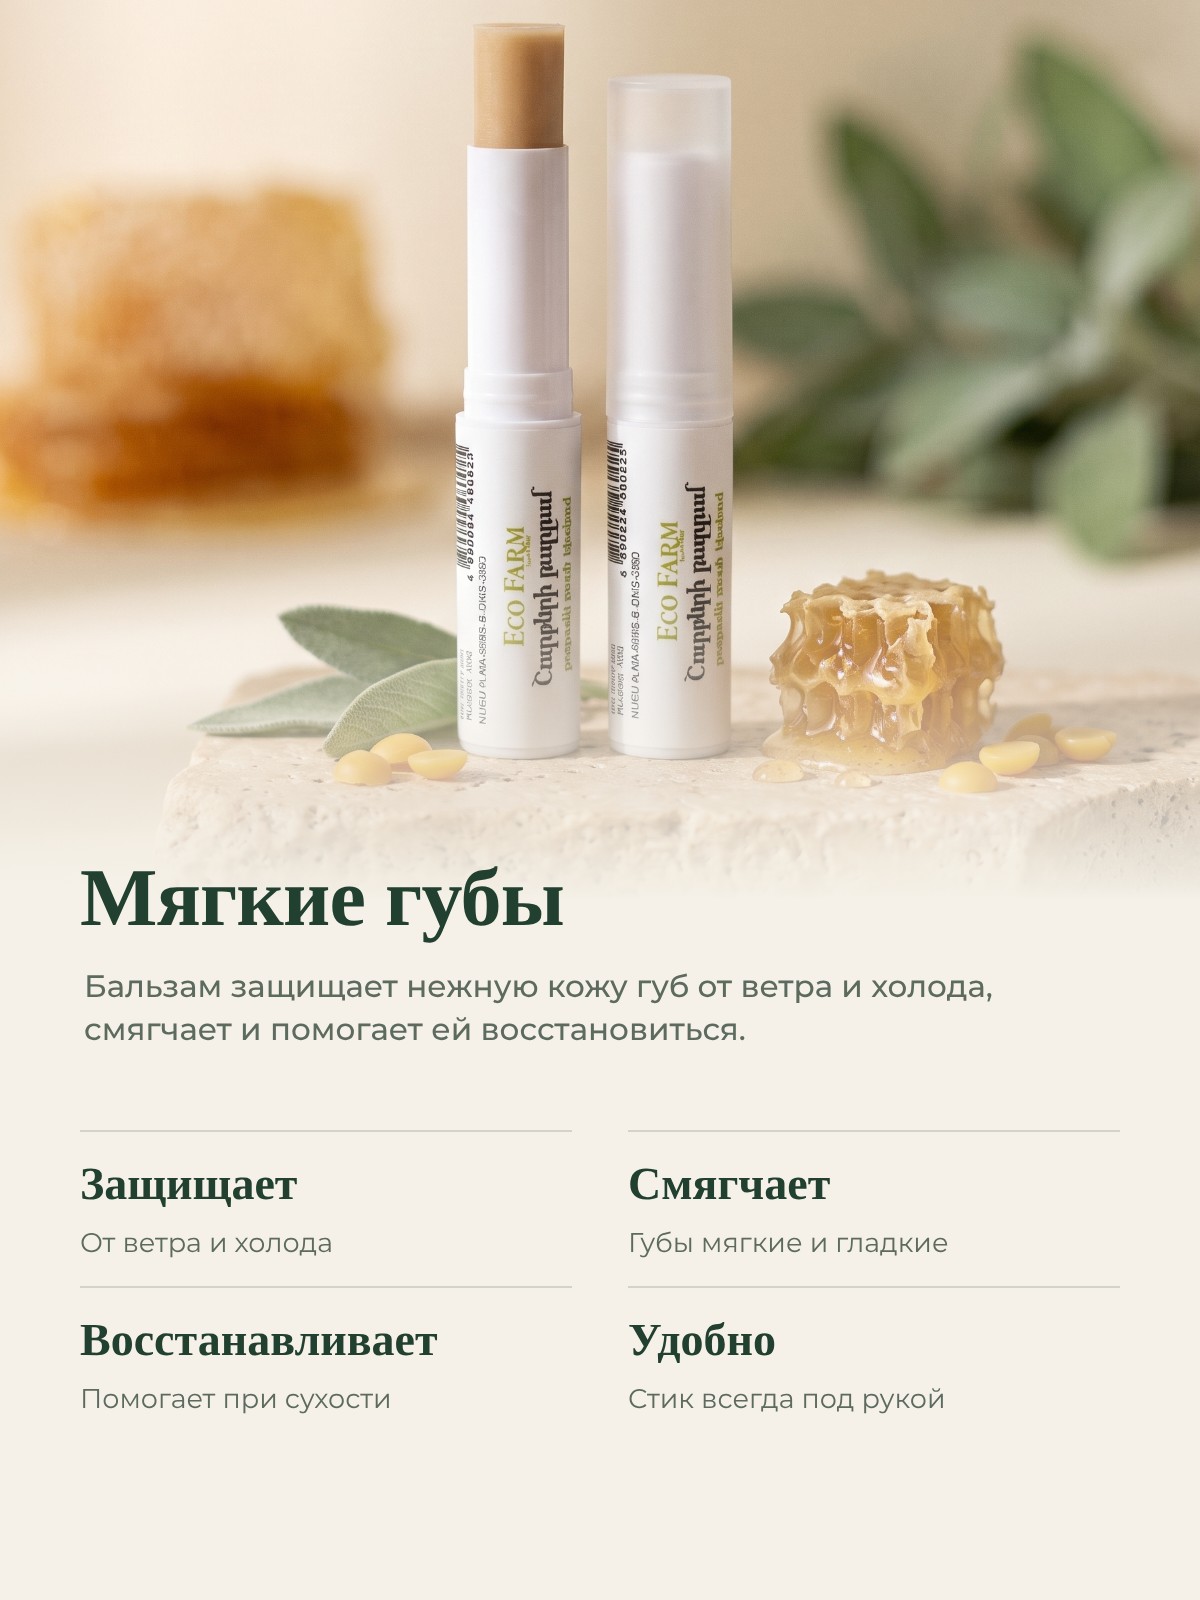 ECO FARM
ECO FARM
Мягкие губы
Бальзам защищает нежную кожу губ от ветра и холода,
смягчает и помогает ей восстановиться.
Защищает
От ветра и холода
Смягчает
Губы мягкие и гладкие
Восстанавливает
Помогает при сухости
Удобно
Стик всегда под рукой